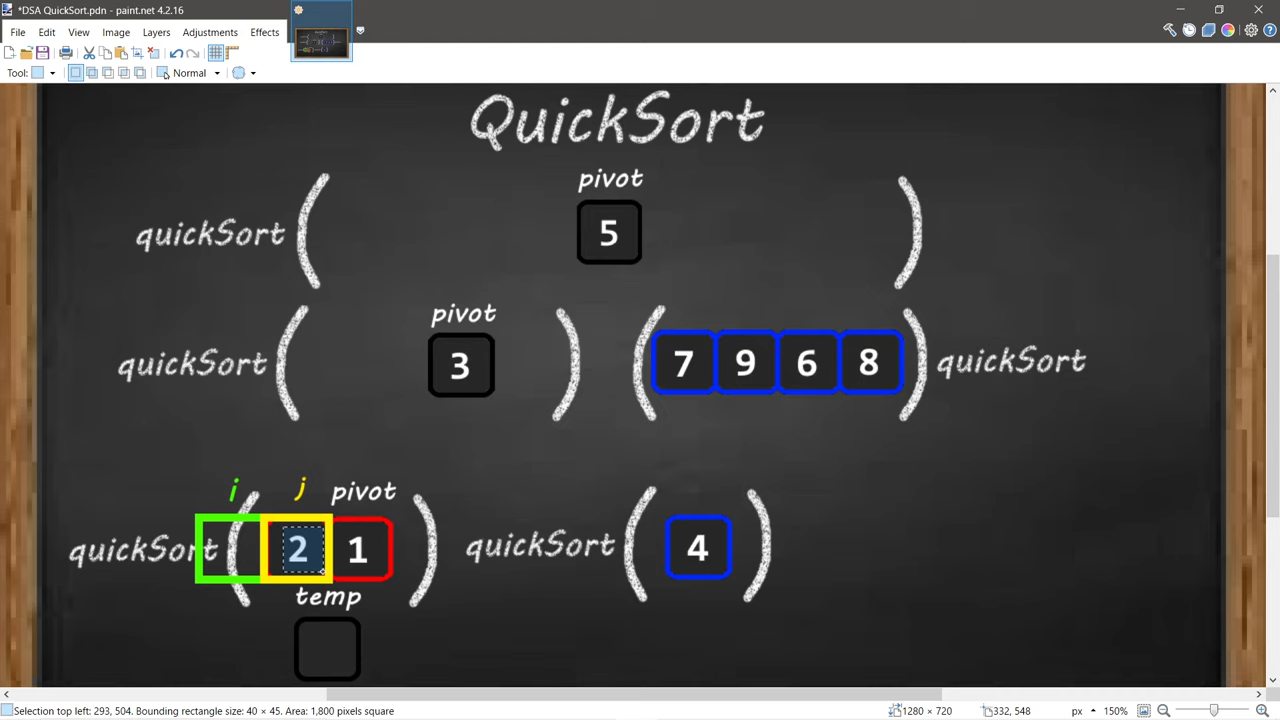 *DSA QuickSort.pdn - paint.net 4.2.16
File Edit View Image Layers Adjustments Effects
Tool: Normal
QuickSort
pivot
quickSort ( 5 )
pivot
quickSort ( 3 ) ( 7 9 6 8 ) quickSort
i j pivot
quickSort ( 2 1 ) quickSort ( 4 )
temp
Selection top left: 293, 504. Bounding rectangle size: 40 × 45. Area: 1,800 pixels square 1280 × 720 332, 548 px 150%